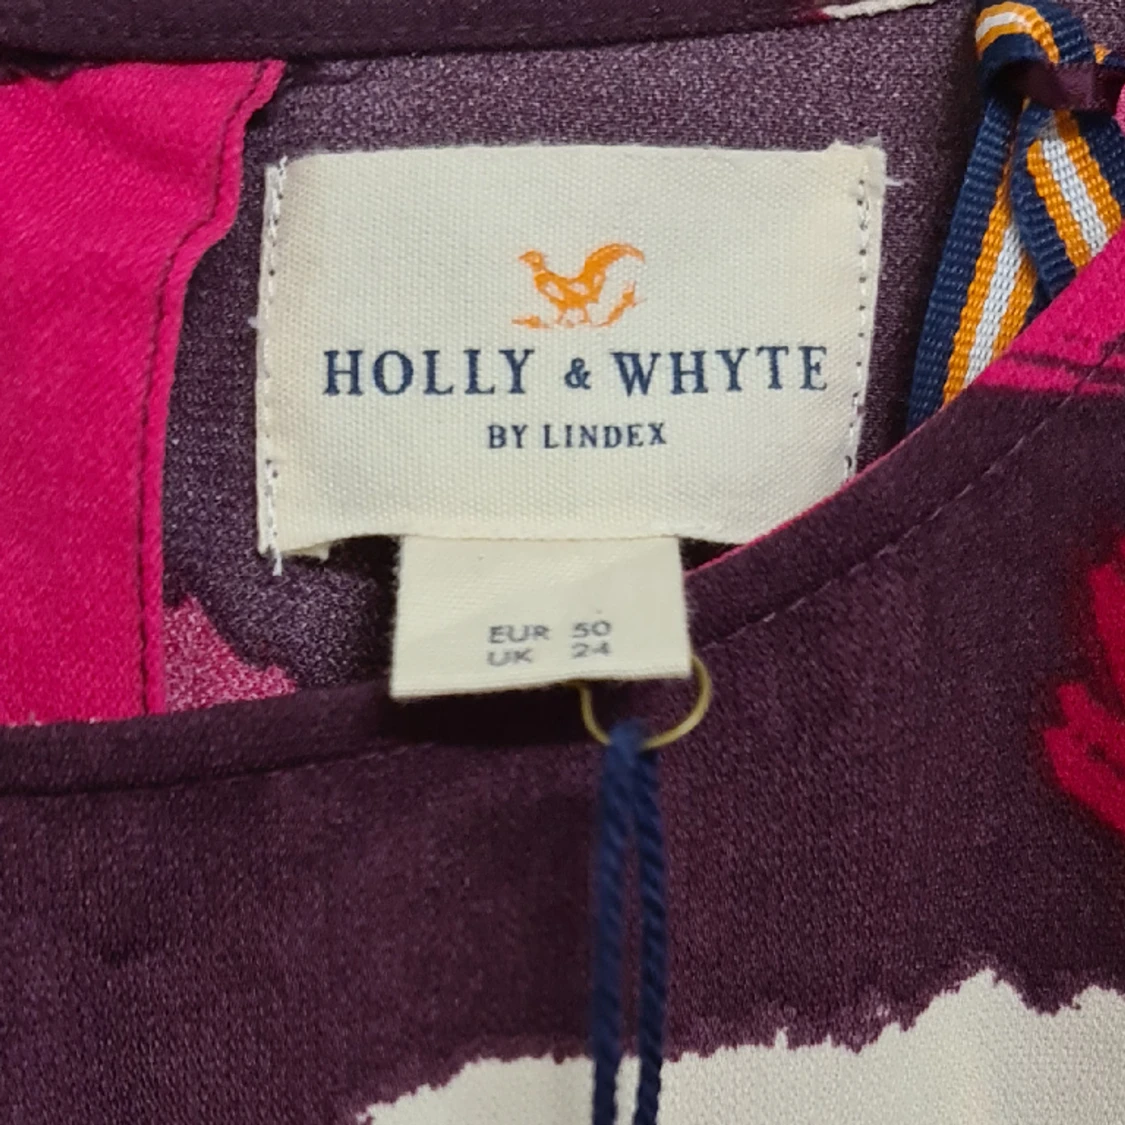 HOLLY & WHYTE
BY LINDEX
EUR 50
UK 24